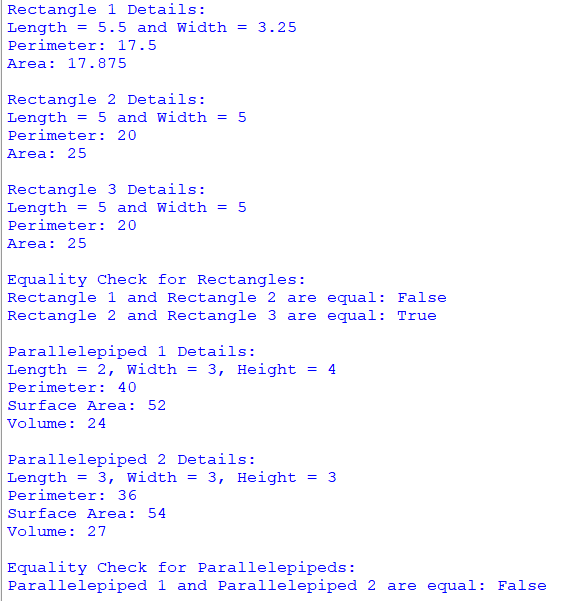 Rectangle 1 Details:
Length = 5.5 and Width = 3.25
Perimeter: 17.5
Area: 17.875
Rectangle 2 Details:
Length = 5 and Width = 5
Perimeter: 20
Area: 25
Rectangle 3 Details:
Length = 5 and Width = 5
Perimeter: 20
Area: 25
Equality Check for Rectangles:
Rectangle 1 and Rectangle 2 are equal: False
Rectangle 2 and Rectangle 3 are equal: True
Parallelepiped 1 Details:
Length = 2, Width = 3, Height = 4
Perimeter: 40
Surface Area: 52
Volume: 24
Parallelepiped 2 Details:
Length = 3, Width = 3, Height = 3
Perimeter: 36
Surface Area: 54
Volume: 27
Equality Check for Parallelepipeds:
Parallelepiped 1 and Parallelepiped 2 are equal: False